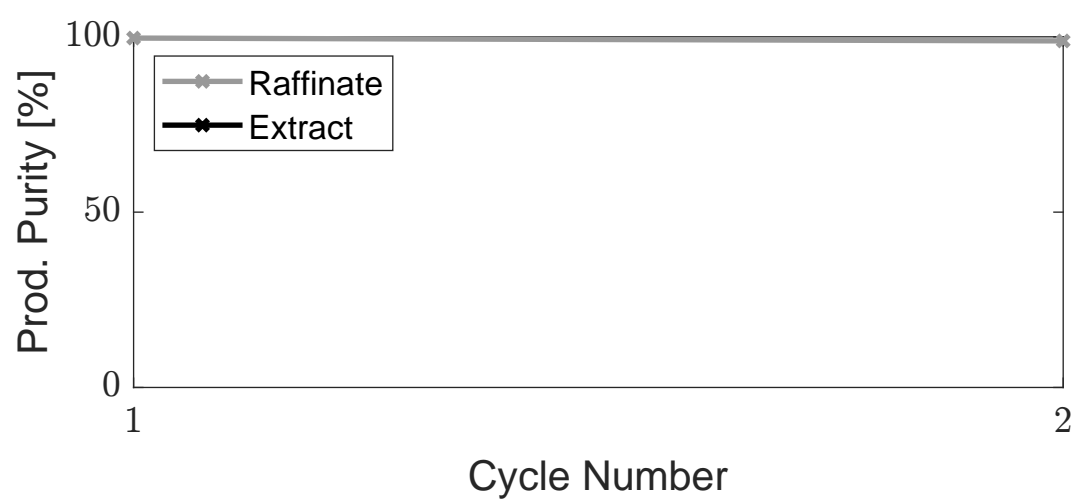 100
Raffinate
Extract
50
0
Prod. Purity [%]
1
2
Cycle Number